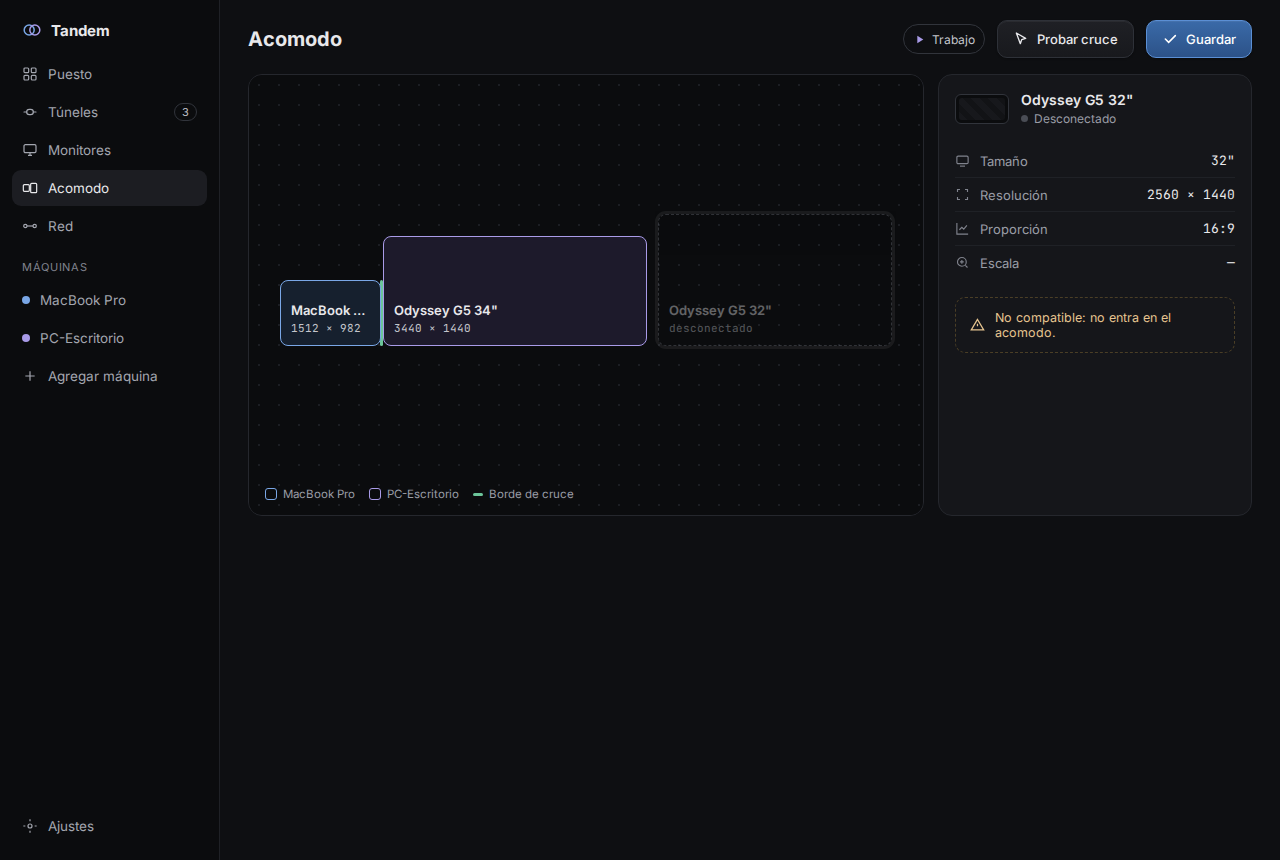 Tandem
Puesto
Túneles 3
Monitores
Acomodo
Red
MÁQUINAS
MacBook Pro
PC-Escritorio
Agregar máquina
Ajustes
Acomodo
Trabajo
Probar cruce
Guardar
MacBook ...
1512 × 982
Odyssey G5 34"
3440 × 1440
Odyssey G5 32"
desconectado
MacBook Pro
PC-Escritorio
Borde de cruce
Odyssey G5 32"
Desconectado
Tamaño 32"
Resolución 2560 × 1440
Proporción 16:9
Escala —
No compatible: no entra en el
acomodo.